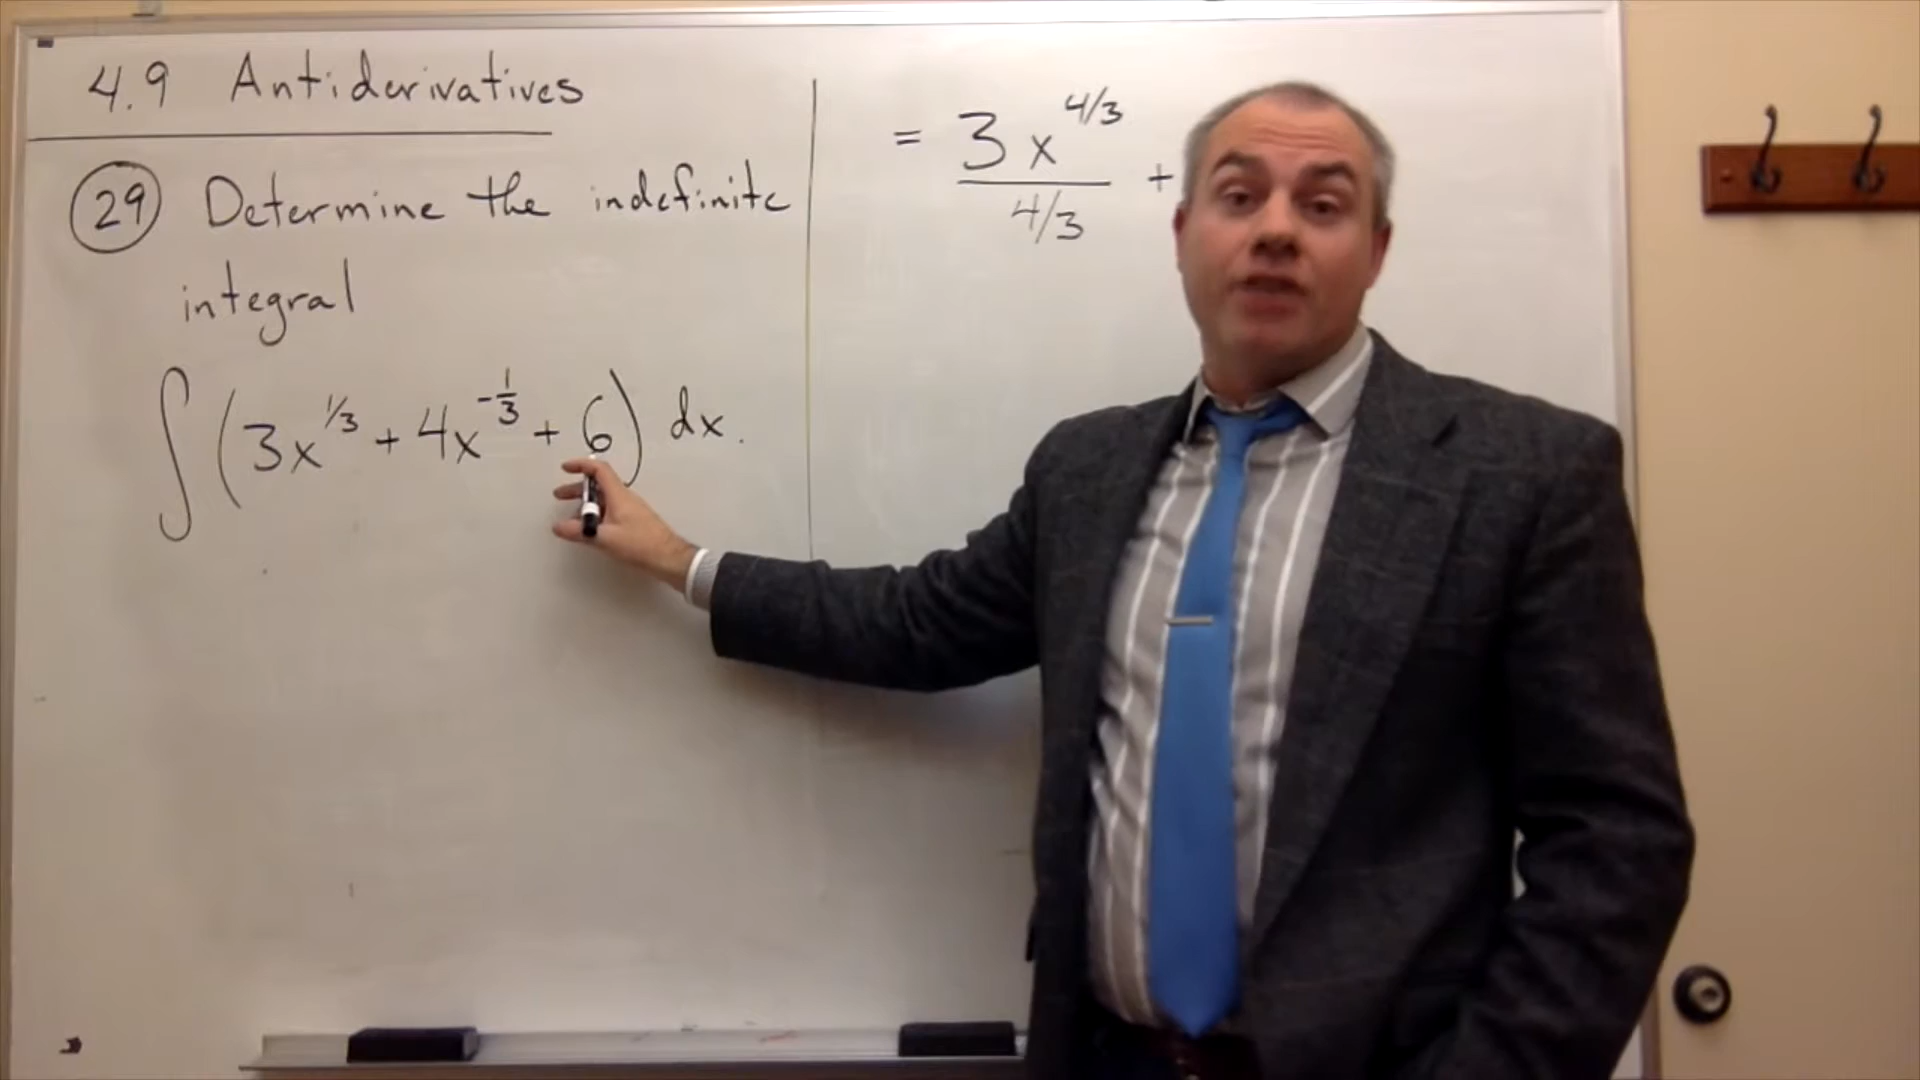 4.9 Antiderivatives
29 Determine the indefinite
integral
∫ (3x^{1/3} + 4x^{-1/3} + 6) dx.
= 3x^{4/3} / 4/3 +